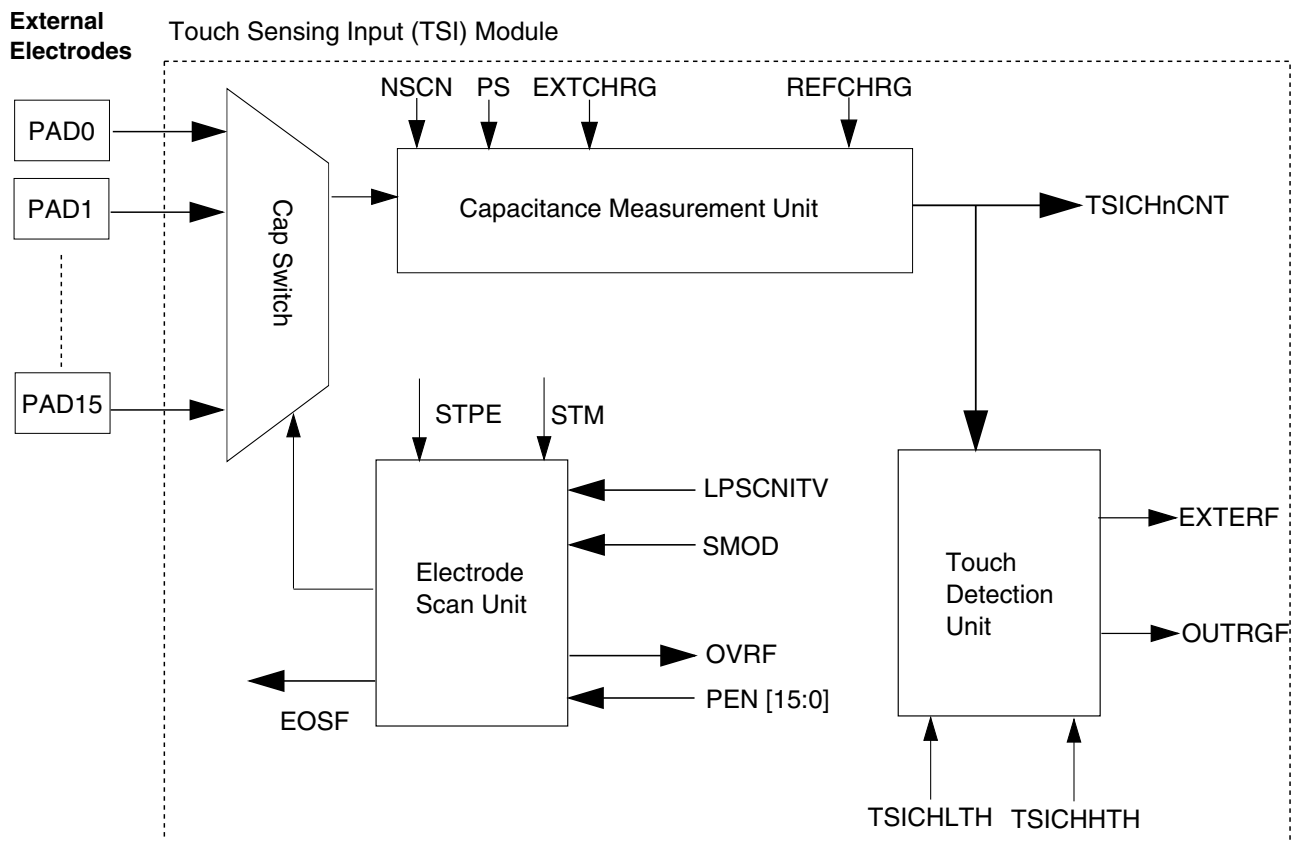 External
Electrodes
Touch Sensing Input (TSI) Module
NSCN PS EXTCHRG REFCHRG
PAD0
PAD1
Cap Switch
Capacitance Measurement Unit
TSICHnCNT
PAD15
STPE STM
LPSCNITV
SMOD
Electrode
Scan Unit
OVRF
PEN [15:0]
EOSF
Touch
Detection
Unit
EXTERF
OUTRGF
TSICHLTH TSICHHTH